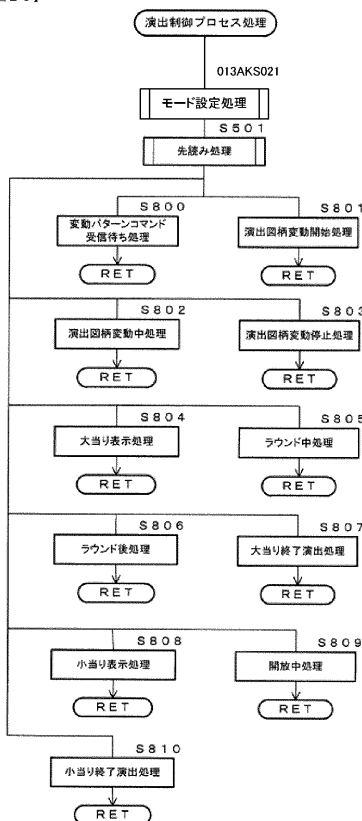 演出制御プロセス処理
013AKS021
モード設定処理
S501
先読み処理
S800
変動パターンコマンド
受信待ち処理
RET
S801
演出図柄変動開始処理
RET
S802
演出図柄変動中処理
RET
S803
演出図柄変動停止処理
RET
S804
大当り表示処理
RET
S805
ラウンド中処理
RET
S806
ラウンド後処理
RET
S807
大当り終了演出処理
RET
S808
小当り表示処理
RET
S809
開放中処理
RET
S810
小当り終了演出処理
RET